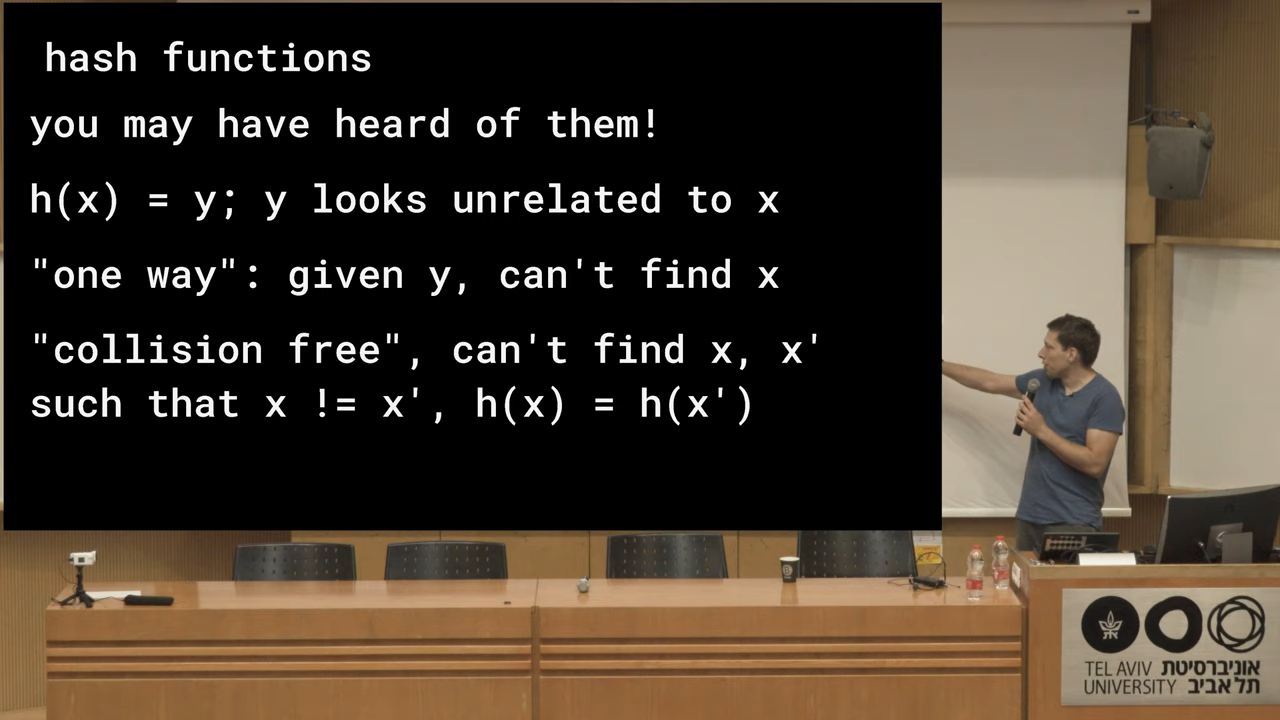 hash functions
you may have heard of them!
h(x) = y; y looks unrelated to x
"one way": given y, can't find x
"collision free", can't find x, x'
such that x != x', h(x) = h(x')
TEL AVIV אוניברסיטת
UNIVERSITY תל אביב